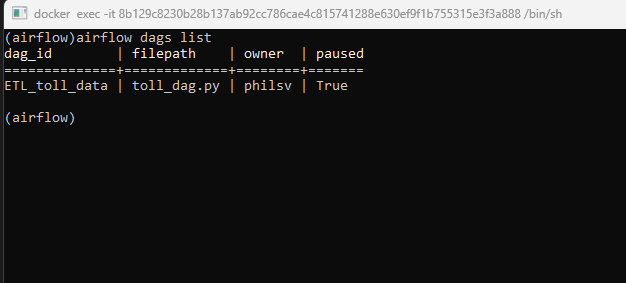 docker exec -it 8b129c8230b28b137ab92cc786cae4c815741288e630ef9f1b755315e3f3a888 /bin/sh
(airflow)airflow dags list
dag_id        | filepath    | owner  | paused
==============+=============+========+=======
ETL_toll_data | toll_dag.py | philsv | True
(airflow)